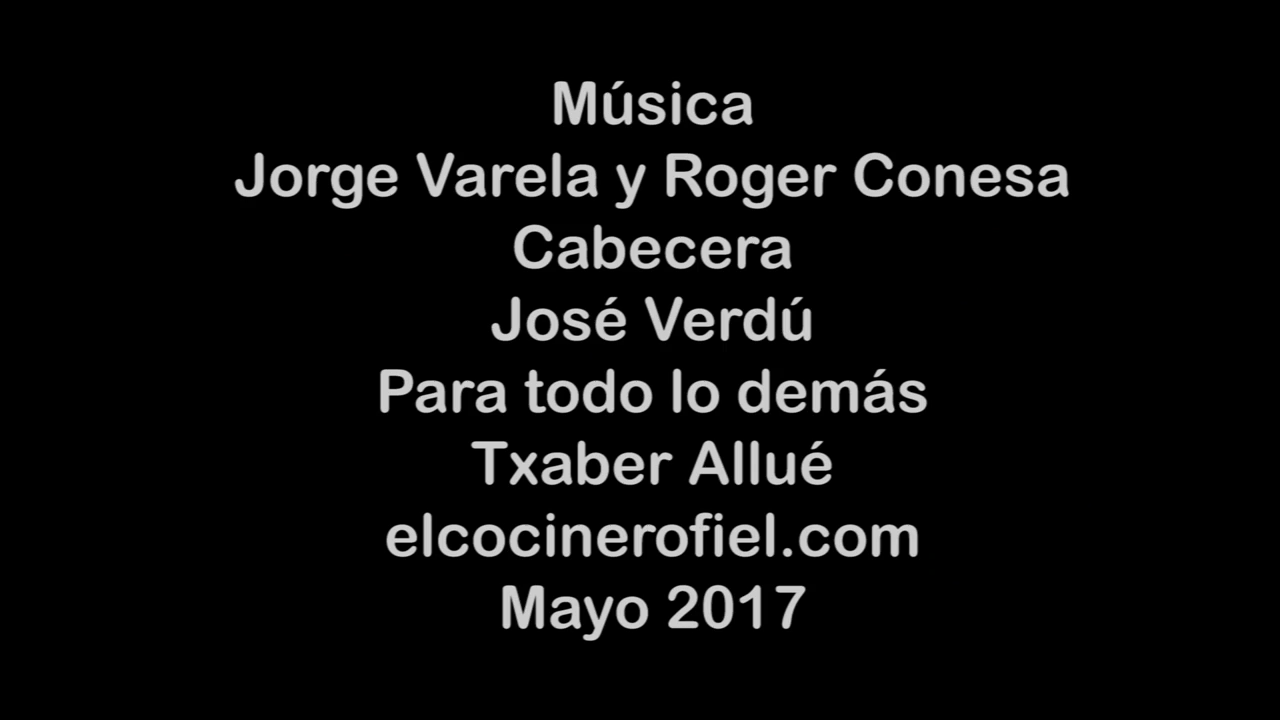 Música
Jorge Varela y Roger Conesa
Cabecera
José Verdú
Para todo lo demás
Txaber Allué
elcocinerofiel.com
Mayo 2017